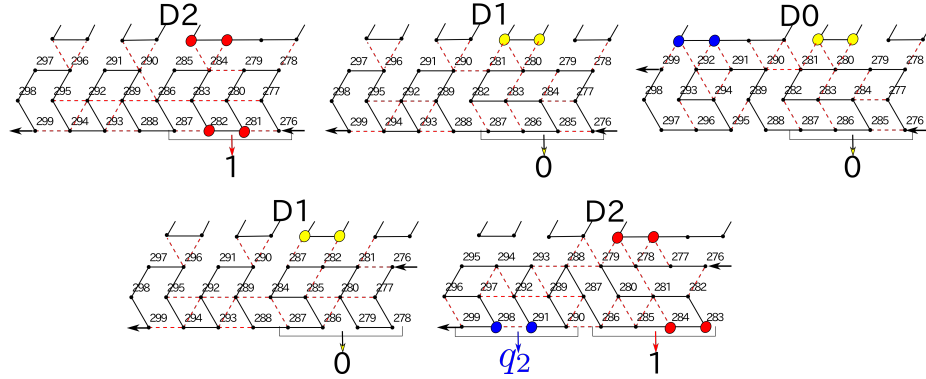 D2
297 296 291 290 285 284 279 278
298 295 292 289 286 283 280 277
299 294 293 288 287 282 281 276
1
D1
297 296 291 290 281 280 279 278
298 295 292 289 282 283 284 277
299 294 293 288 287 286 285 276
0
D0
299 292 291 290 281 280 279 278
298 293 294 289 282 283 284 277
297 296 295 288 287 286 285 276
0
D1
297 296 291 290 287 282 281 276
298 295 292 289 284 285 280 277
299 294 293 288 286 283 279 278
0
D2
295 294 293 288 279 278 277 276
296 297 292 287 280 281 282
299 298 291 290 286 285 284 283
q2 1